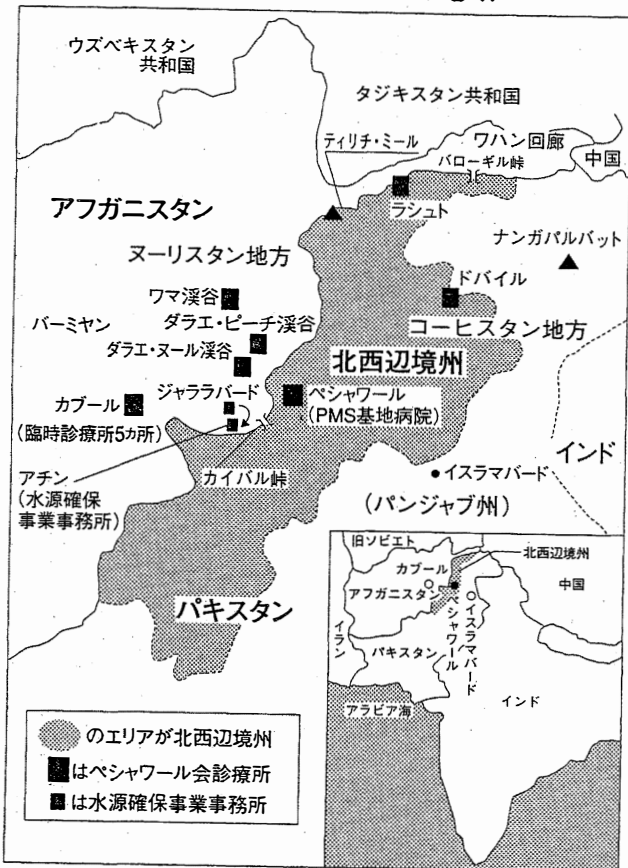 ウズベキスタン
共和国
タジキスタン共和国
ティリチ・ミール
ワハン回廊
バローギル峠
中国
アフガニスタン
ラシュト
ヌーリスタン地方
ナンガパルバット
ワマ渓谷
ドバイル
バーミヤン
ダラエ・ピーチ渓谷
コーヒスタン地方
ダラエ・ヌール渓谷
北西辺境州
ジャララバード
ペシャワール
(PMS基地病院)
カブール
(臨時診療所5ヵ所)
カイバル峠
イスラマバード
インド
アチン
(水源確保
事業事務所)
(パンジャブ州)
パキスタン
旧ソビエト
北西辺境州
カブール
中国
アフガニスタン
ペシャワール
イスラマバード
イラン
パキスタン
インド
アラビア海
のエリアが北西辺境州
はペシャワール会診療所
は水源確保事業事務所